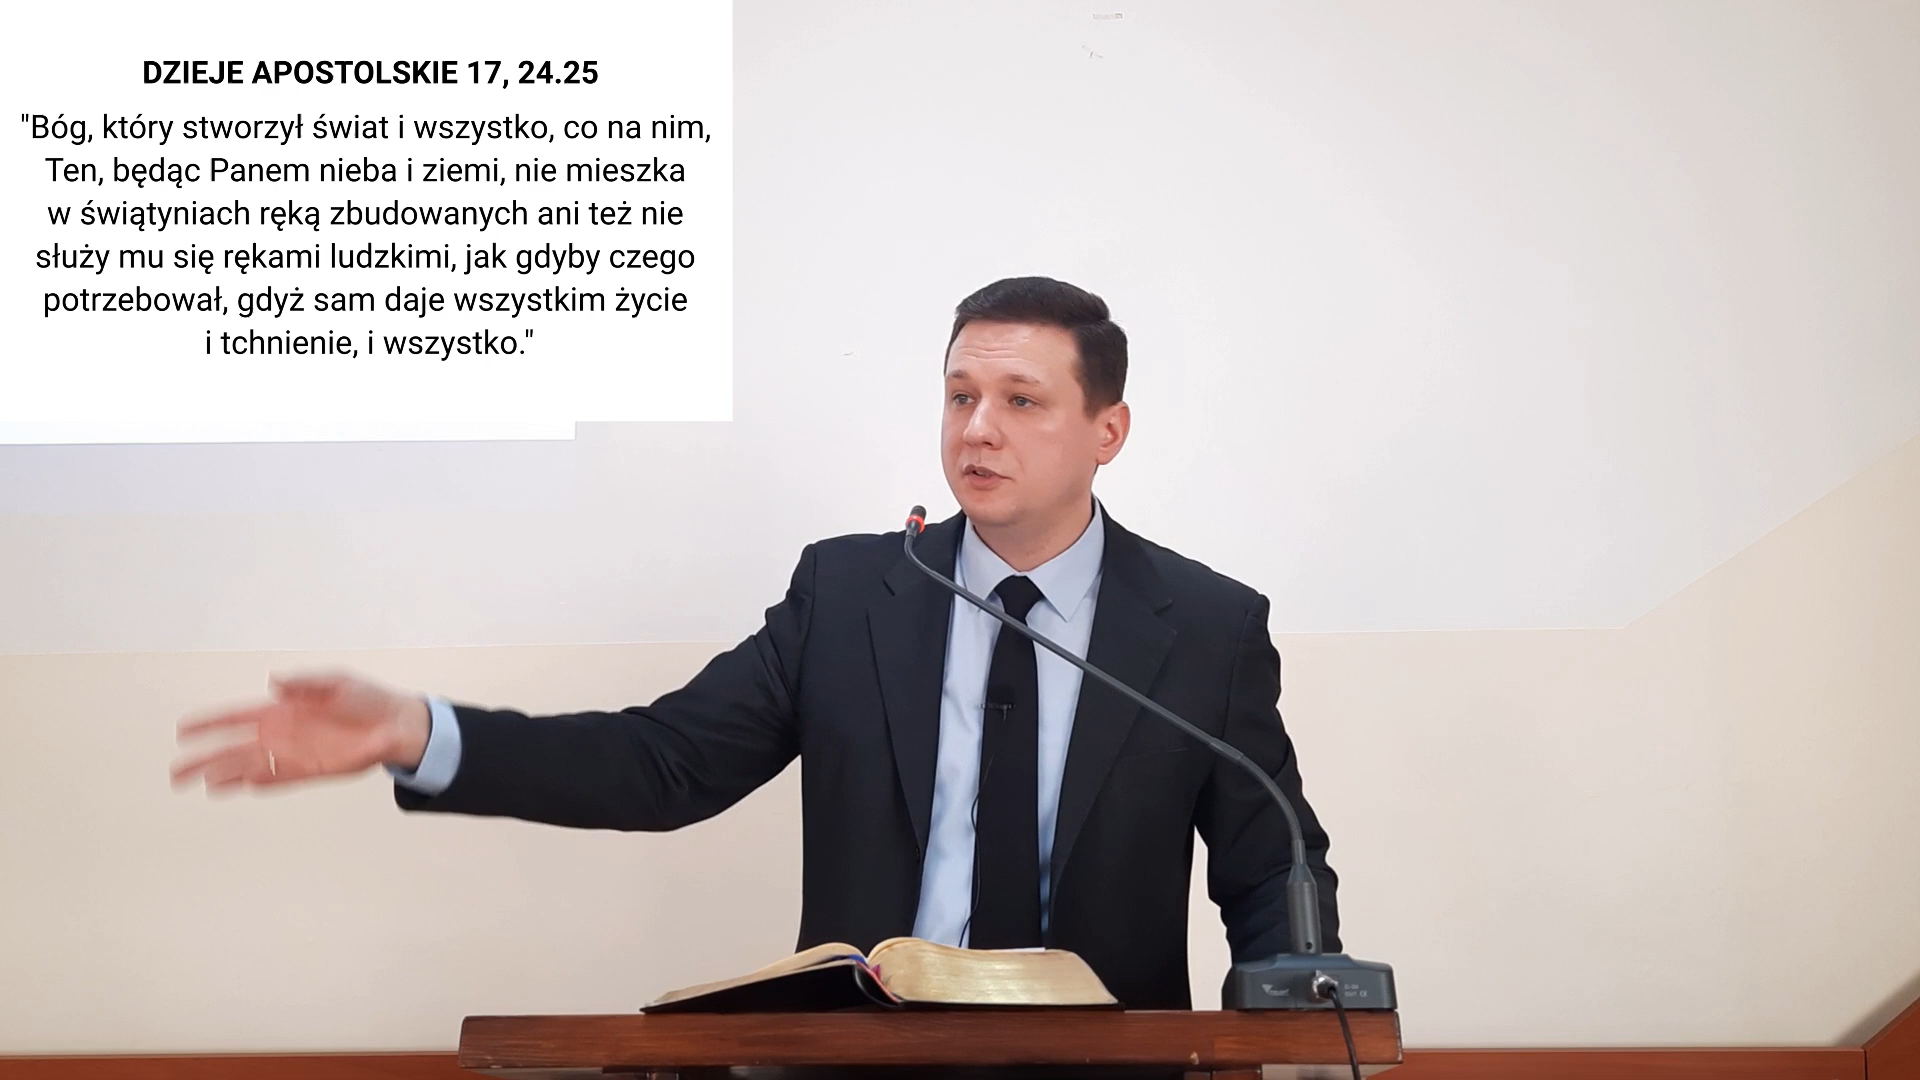 DZIEJE APOSTOLSKIE 17, 24.25
"Bóg, który stworzył świat i wszystko, co na nim,
Ten, będąc Panem nieba i ziemi, nie mieszka
w świątyniach ręką zbudowanych ani też nie
służy mu się rękami ludzkimi, jak gdyby czego
potrzebował, gdyż sam daje wszystkim życie
i tchnienie, i wszystko."